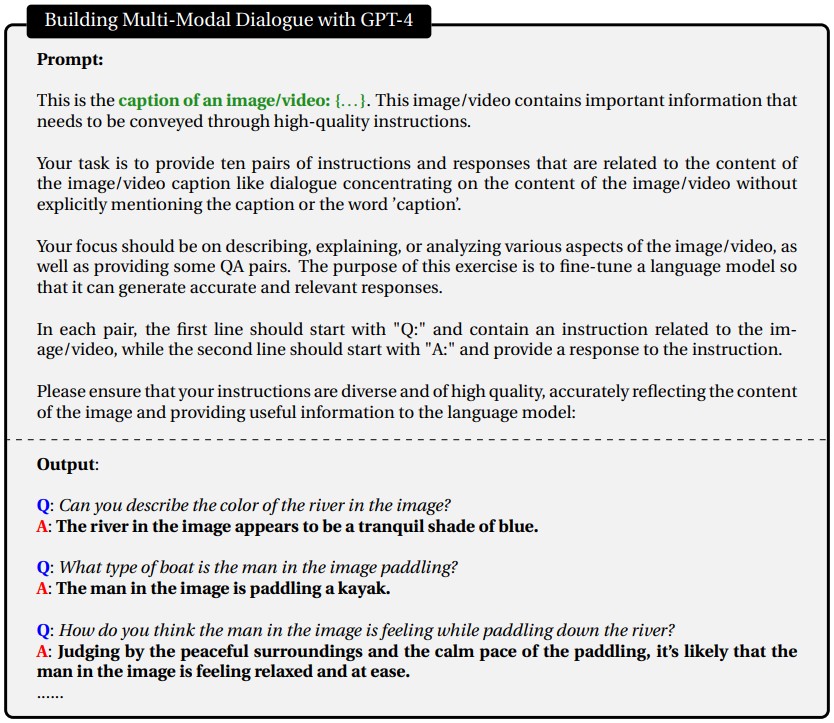 Building Multi-Modal Dialogue with GPT-4
Prompt:
This is the caption of an image/video: {...}. This image/video contains important information that
needs to be conveyed through high-quality instructions.
Your task is to provide ten pairs of instructions and responses that are related to the content of
the image/video caption like dialogue concentrating on the content of the image/video without
explicitly mentioning the caption or the word 'caption'.
Your focus should be on describing, explaining, or analyzing various aspects of the image/video, as
well as providing some QA pairs. The purpose of this exercise is to fine-tune a language model so
that it can generate accurate and relevant responses.
In each pair, the first line should start with "Q:" and contain an instruction related to the im-
age/video, while the second line should start with "A:" and provide a response to the instruction.
Please ensure that your instructions are diverse and of high quality, accurately reflecting the content
of the image and providing useful information to the language model:
Output:
Q: Can you describe the color of the river in the image?
A: The river in the image appears to be a tranquil shade of blue.
Q: What type of boat is the man in the image paddling?
A: The man in the image is paddling a kayak.
Q: How do you think the man in the image is feeling while paddling down the river?
A: Judging by the peaceful surroundings and the calm pace of the paddling, it's likely that the
man in the image is feeling relaxed and at ease.
......